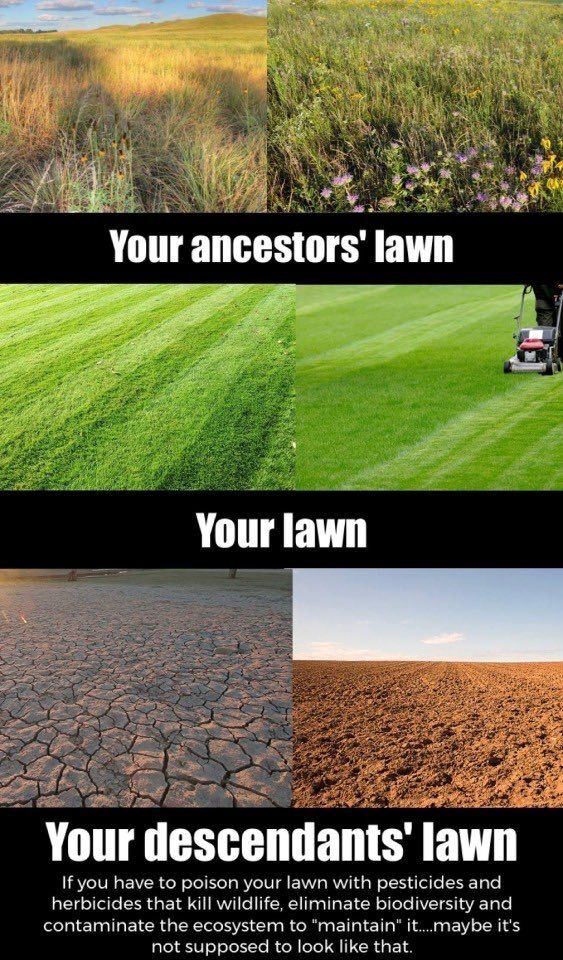 Your ancestors' lawn
Your lawn
Your descendants' lawn
If you have to poison your lawn with pesticides and
herbicides that kill wildlife, eliminate biodiversity and
contaminate the ecosystem to "maintain" it....maybe it's
not supposed to look like that.